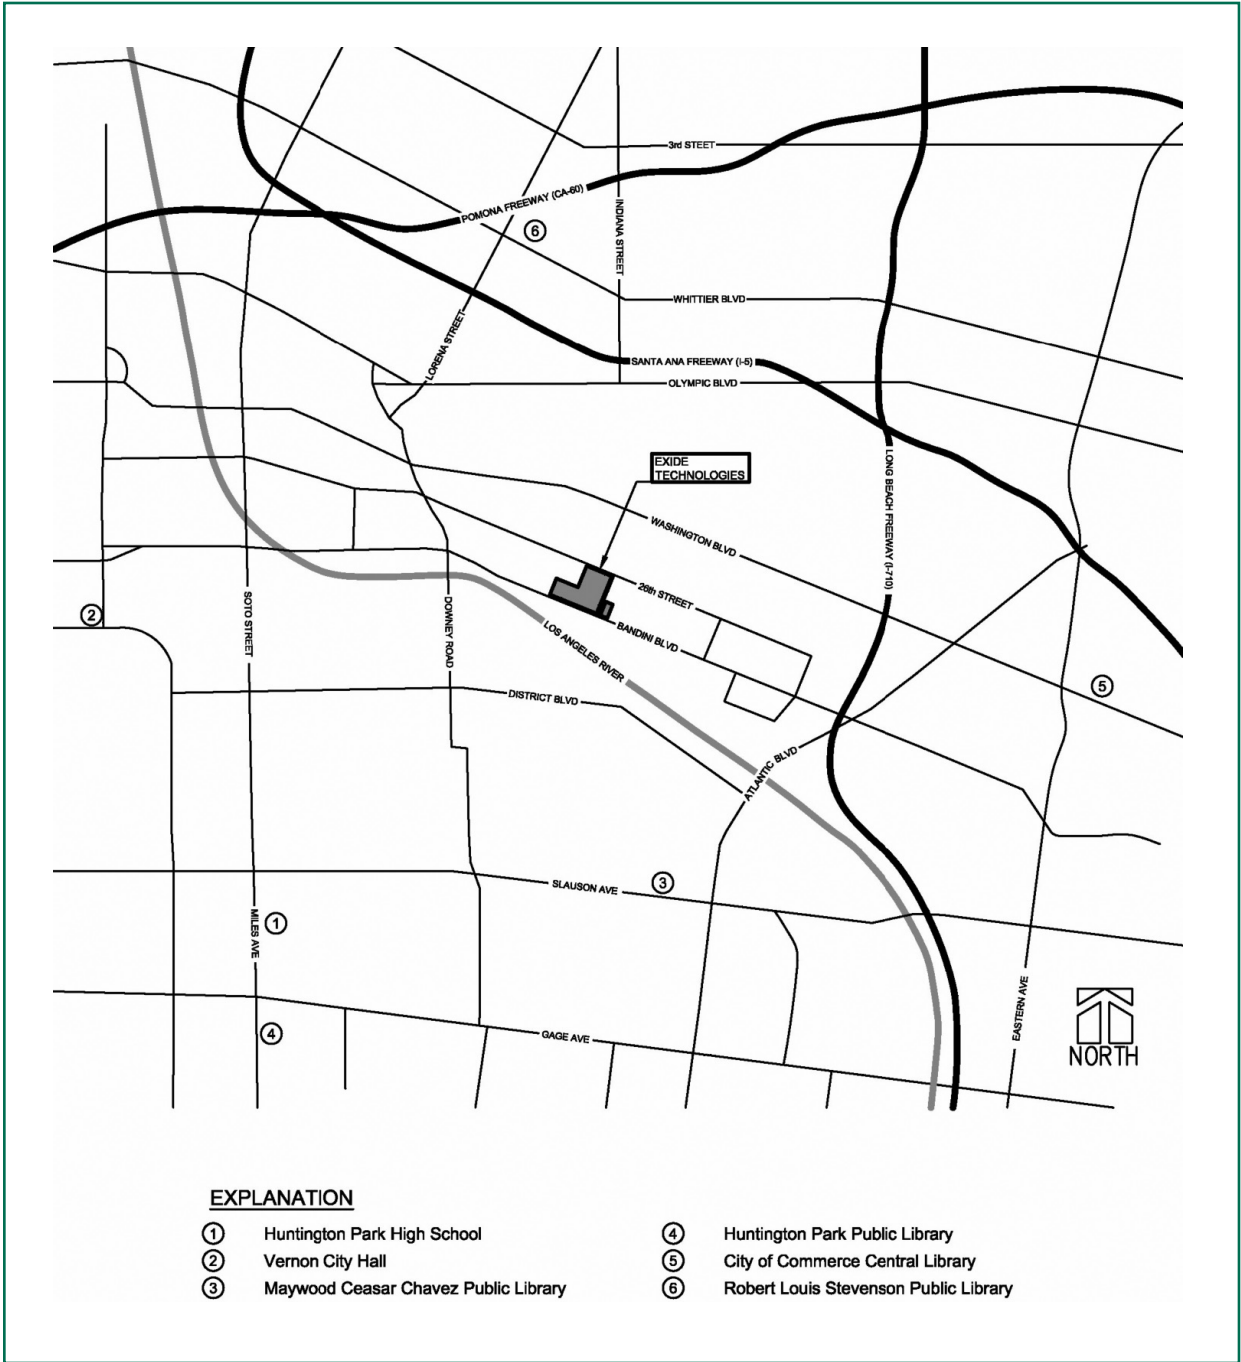 3rd STEET
POMONA FREEWAY (CA-60)
INDIANA STREET
6
WHITTIER BLVD
LORENA STREET
SANTA ANA FREEWAY (I-5)
OLYMPIC BLVD
EXIDE
TECHNOLOGIES
LONG BEACH FREEWAY (I-710)
WASHINGTON BLVD
26th STREET
BANDINI BLVD
2
SOTO STREET
DOWNEY ROAD
LOS ANGELES RIVER
DISTRICT BLVD
5
ATLANTIC BLVD
SLAUSON AVE
3
MILES AVE
1
EASTERN AVE
4
GAGE AVE
NORTH
EXPLANATION
1 Huntington Park High School
2 Vernon City Hall
3 Maywood Ceasar Chavez Public Library
4 Huntington Park Public Library
5 City of Commerce Central Library
6 Robert Louis Stevenson Public Library